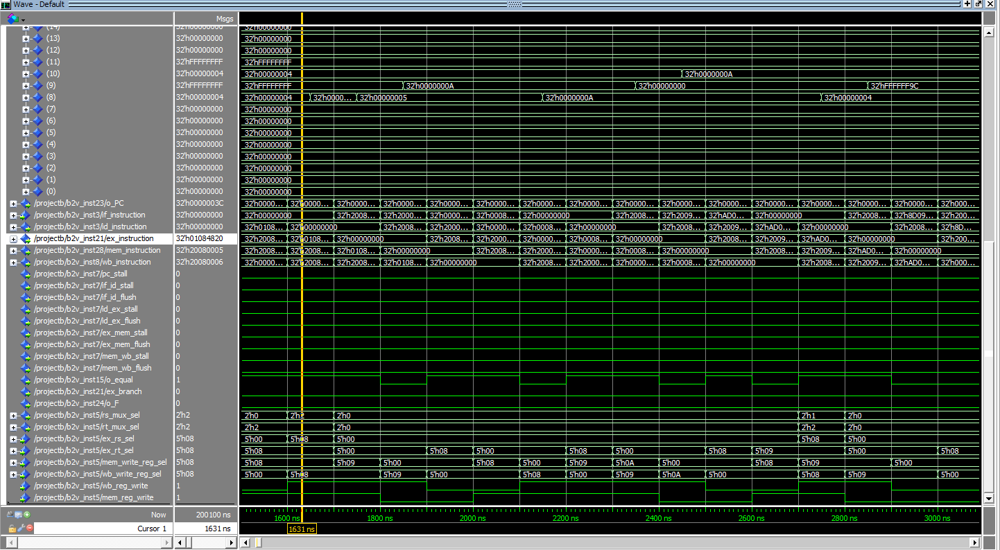 Wave - Default
Msgs
(14) 32'h00000000 32'h00000000
(13) 32'h00000000 32'h00000000
(12) 32'h00000000 32'h00000000
(11) 32'hFFFFFFFF 32'hFFFFFFFF
(10) 32'h00000004 32'h00000004 32'h0000000A
(9) 32'hFFFFFFFF 32'hFFFFFFFF 32'h0000000A 32'h00000000 32'hFFFFFF9C
(8) 32'h00000004 32'h00000004 32'h0000... 32'h00000005 32'h0000000A 32'h00000004
(7) 32'h00000000 32'h00000000
(6) 32'h00000000 32'h00000000
(5) 32'h00000000 32'h00000000
(4) 32'h00000000 32'h00000000
(3) 32'h00000000 32'h00000000
(2) 32'h00000000 32'h00000000
(1) 32'h00000000 32'h00000000
(0) 32'h00000000 32'h00000000
/projectb/b2v_inst23/o_PC 32'h0000003C 32'h0000... 32'h0000... 32'h0000... 32'h0000... 32'h0000... 32'h0000... 32'h0000... 32'h0000... 32'h0000... 32'h0000... 32'h0000... 32'h0000... 32'h0000... 32'h0000... 32'h0000... 32'h000...
/projectb/b2v_inst3/if_instruction 32'h00000000 32'h00000000 32'h2008... 32'h2000... 32'h0000... 32'h0008... 32'h00000000 32'h2008... 32'h2009... 32'hAD0... 32'h00000000 32'h2008... 32'h8D09... 32'h200...
/projectb/b2v_inst3/id_instruction 32'h00000000 32'h0108... 32'h00000000 32'h2008... 32'h2000... 32'h0000... 32'h0008... 32'h00000000 32'h2008... 32'h2009... 32'hAD0... 32'h00000000 32'h2008... 32'h8D...
/projectb/b2v_inst21/ex_instruction 32'h01084820 32'h2008... 32'h0108... 32'h00000000 32'h2008... 32'h2000... 32'h0000... 32'h0008... 32'h00000000 32'h2008... 32'h2009... 32'hAD0... 32'h00000000 32'h200...
/projectb/b2v_inst28/mem_instruction 32'h20080005 32'h2008... 32'h2008... 32'h0108... 32'h00000000 32'h2008... 32'h2000... 32'h0000... 32'h0008... 32'h00000000 32'h2008... 32'h2009... 32'hAD0... 32'h00000000
/projectb/b2v_inst8/wb_instruction 32'h20080006 32'h0000... 32'h2008... 32'h2008... 32'h0108... 32'h00000000 32'h2008... 32'h2000... 32'h0000... 32'h0008... 32'h00000000 32'h2008... 32'h2009... 32'hAD0... 32'h000...
/projectb/b2v_inst7/pc_stall 0
/projectb/b2v_inst7/if_id_stall 0
/projectb/b2v_inst7/if_id_flush 0
/projectb/b2v_inst7/id_ex_stall 0
/projectb/b2v_inst7/id_ex_flush 0
/projectb/b2v_inst7/ex_mem_stall 0
/projectb/b2v_inst7/ex_mem_flush 0
/projectb/b2v_inst7/mem_wb_stall 0
/projectb/b2v_inst7/mem_wb_flush 0
/projectb/b2v_inst15/o_equal 1
/projectb/b2v_inst21/ex_branch 0
/projectb/b2v_inst24/o_F 0
/projectb/b2v_inst5/rs_mux_sel 2'h2 2'h0 2'h2 2'h0 2'h1 2'h0
/projectb/b2v_inst5/rt_mux_sel 2'h2 2'h2 2'h0 2'h2 2'h0
/projectb/b2v_inst5/ex_rs_sel 5'h08 5'h00 5'h08 5'h00 5'h08 5'h00
/projectb/b2v_inst5/ex_rt_sel 5'h08 5'h08 5'h00 5'h08 5'h00 5'h08 5'h00 5'h08 5'h09 5'h00 5'h08
/projectb/b2v_inst5/mem_write_reg_sel 5'h08 5'h08 5'h09 5'h00 5'h08 5'h00 5'h09 5'h0A 5'h00 5'h08 5'h09 5'h00
/projectb/b2v_inst5/wb_write_reg_sel 5'h08 5'h00 5'h08 5'h09 5'h00 5'h08 5'h00 5'h09 5'h0A 5'h00 5'h08 5'h09 5'h00
/projectb/b2v_inst5/wb_reg_write 1
/projectb/b2v_inst5/mem_reg_write 1
Now 200100 ns 1600 ns 1800 ns 2000 ns 2200 ns 2400 ns 2600 ns 2800 ns 3000 ns
Cursor 1 1631 ns 1631 ns